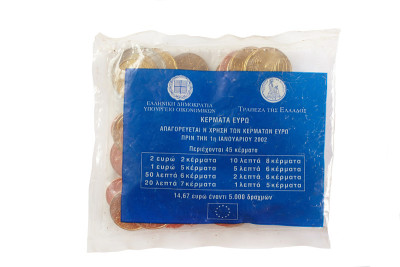 ΕΛΛΗΝΙΚΗ ΔΗΜΟΚΡΑΤΙΑ
ΥΠΟΥΡΓΕΙΟ ΟΙΚΟΝΟΜΙΚΩΝ
ΤΡΑΠΕΖΑ ΤΗΣ ΕΛΛΑΔΟΣ
ΚΕΡΜΑΤΑ ΕΥΡΩ
ΑΠΑΓΟΡΕΥΕΤΑΙ Η ΧΡΗΣΗ ΤΩΝ ΚΕΡΜΑΤΩΝ ΕΥΡΩ
ΠΡΙΝ ΤΗΝ 1η ΙΑΝΟΥΑΡΙΟΥ 2002
Περιέχονται 45 κέρματα
2 ευρώ 2 κέρματα 10 λεπτά 8 κέρματα
1 ευρώ 5 κέρματα 5 λεπτά 6 κέρματα
50 λεπτά 6 κέρματα 2 λεπτά 6 κέρματα
20 λεπτά 7 κέρματα 1 λεπτό 5 κέρματα
14,67 ευρώ έναντι 5.000 δραχμών